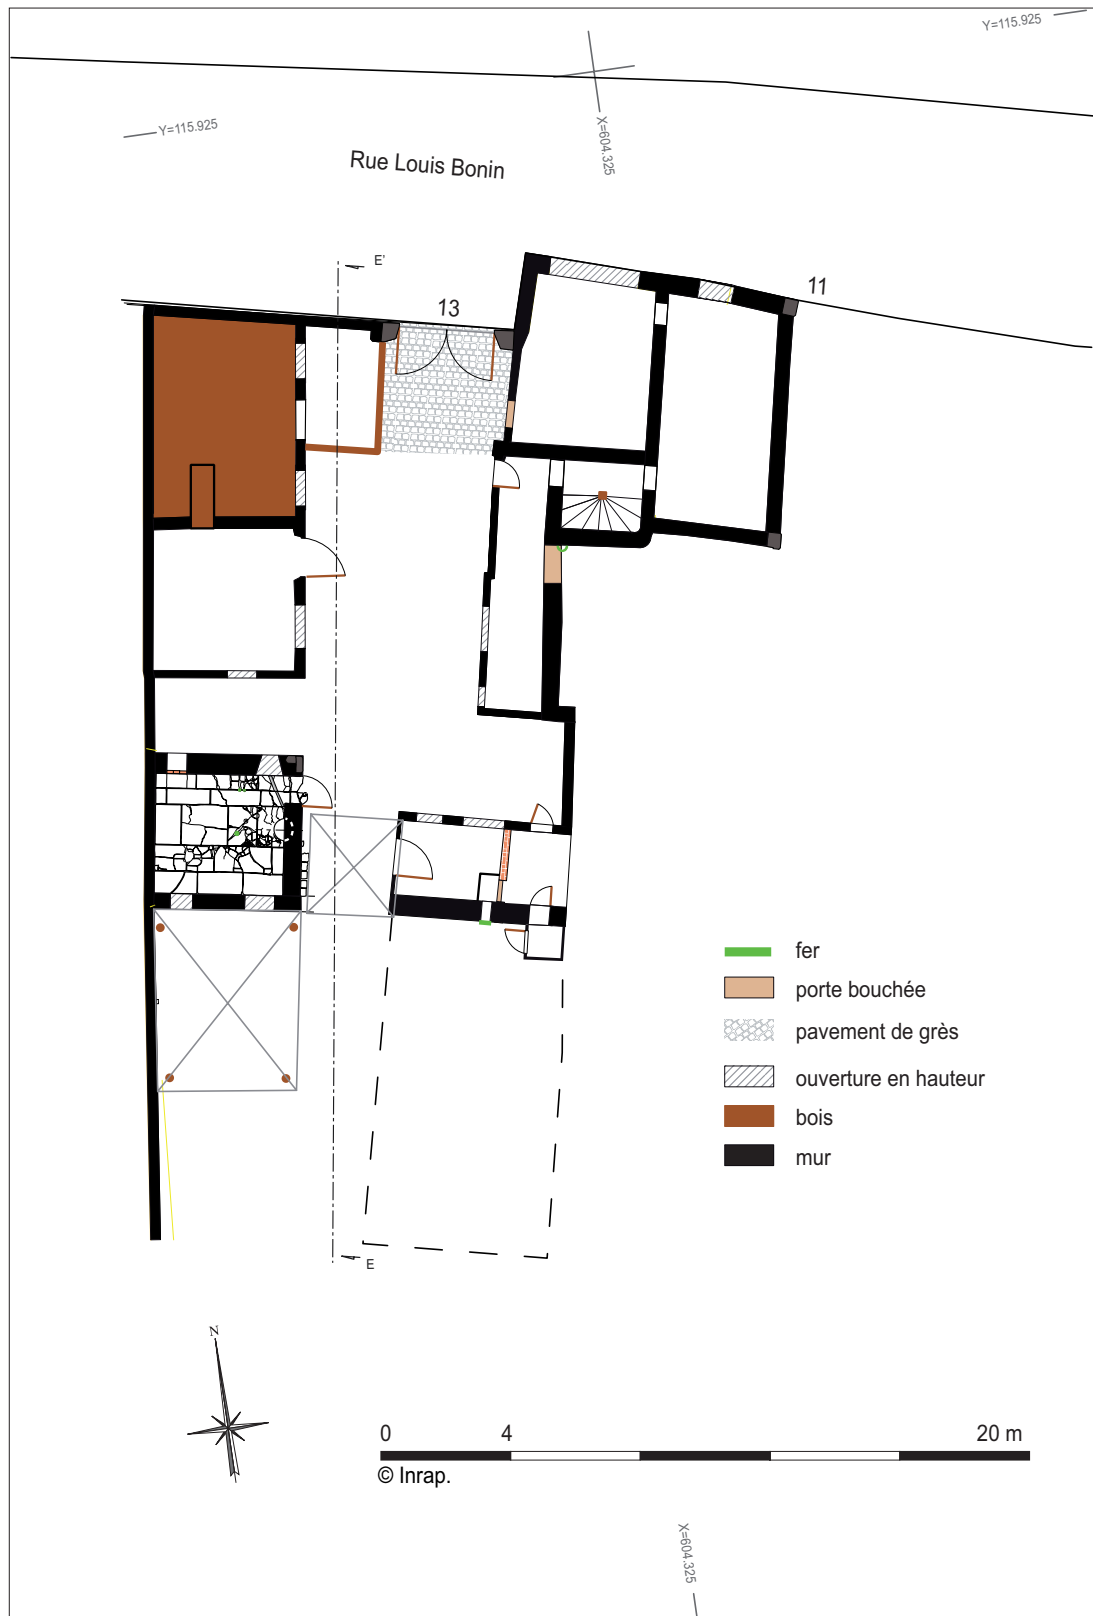 Y=115.925
Y=115.925
X=604.325
Rue Louis Bonin
E'
13
11
fer
porte bouchée
pavement de grès
ouverture en hauteur
bois
mur
E
N
0 4 20 m
© Inrap.
X=604.325